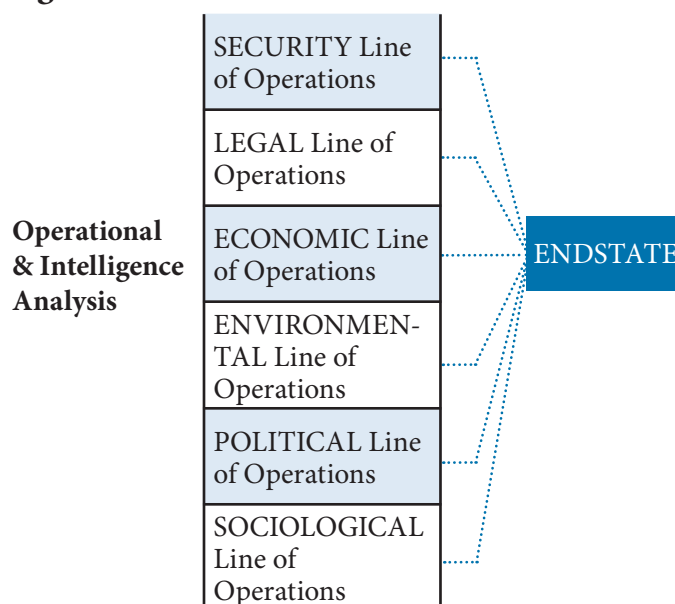 SECURITY Line
of Operations
LEGAL Line of
Operations
Operational
& Intelligence
Analysis
ECONOMIC Line
of Operations
ENDSTATE
ENVIRONMEN-
TAL Line of
Operations
POLITICAL Line
of Operations
SOCIOLOGICAL
Line of
Operations